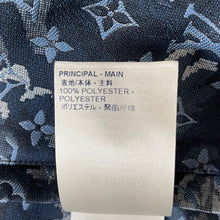 PRINCIPAL - MAIN
表地/主体 - 主料
100% POLYESTER -
POLYESTER
ポリエステル - 聚酯纤维